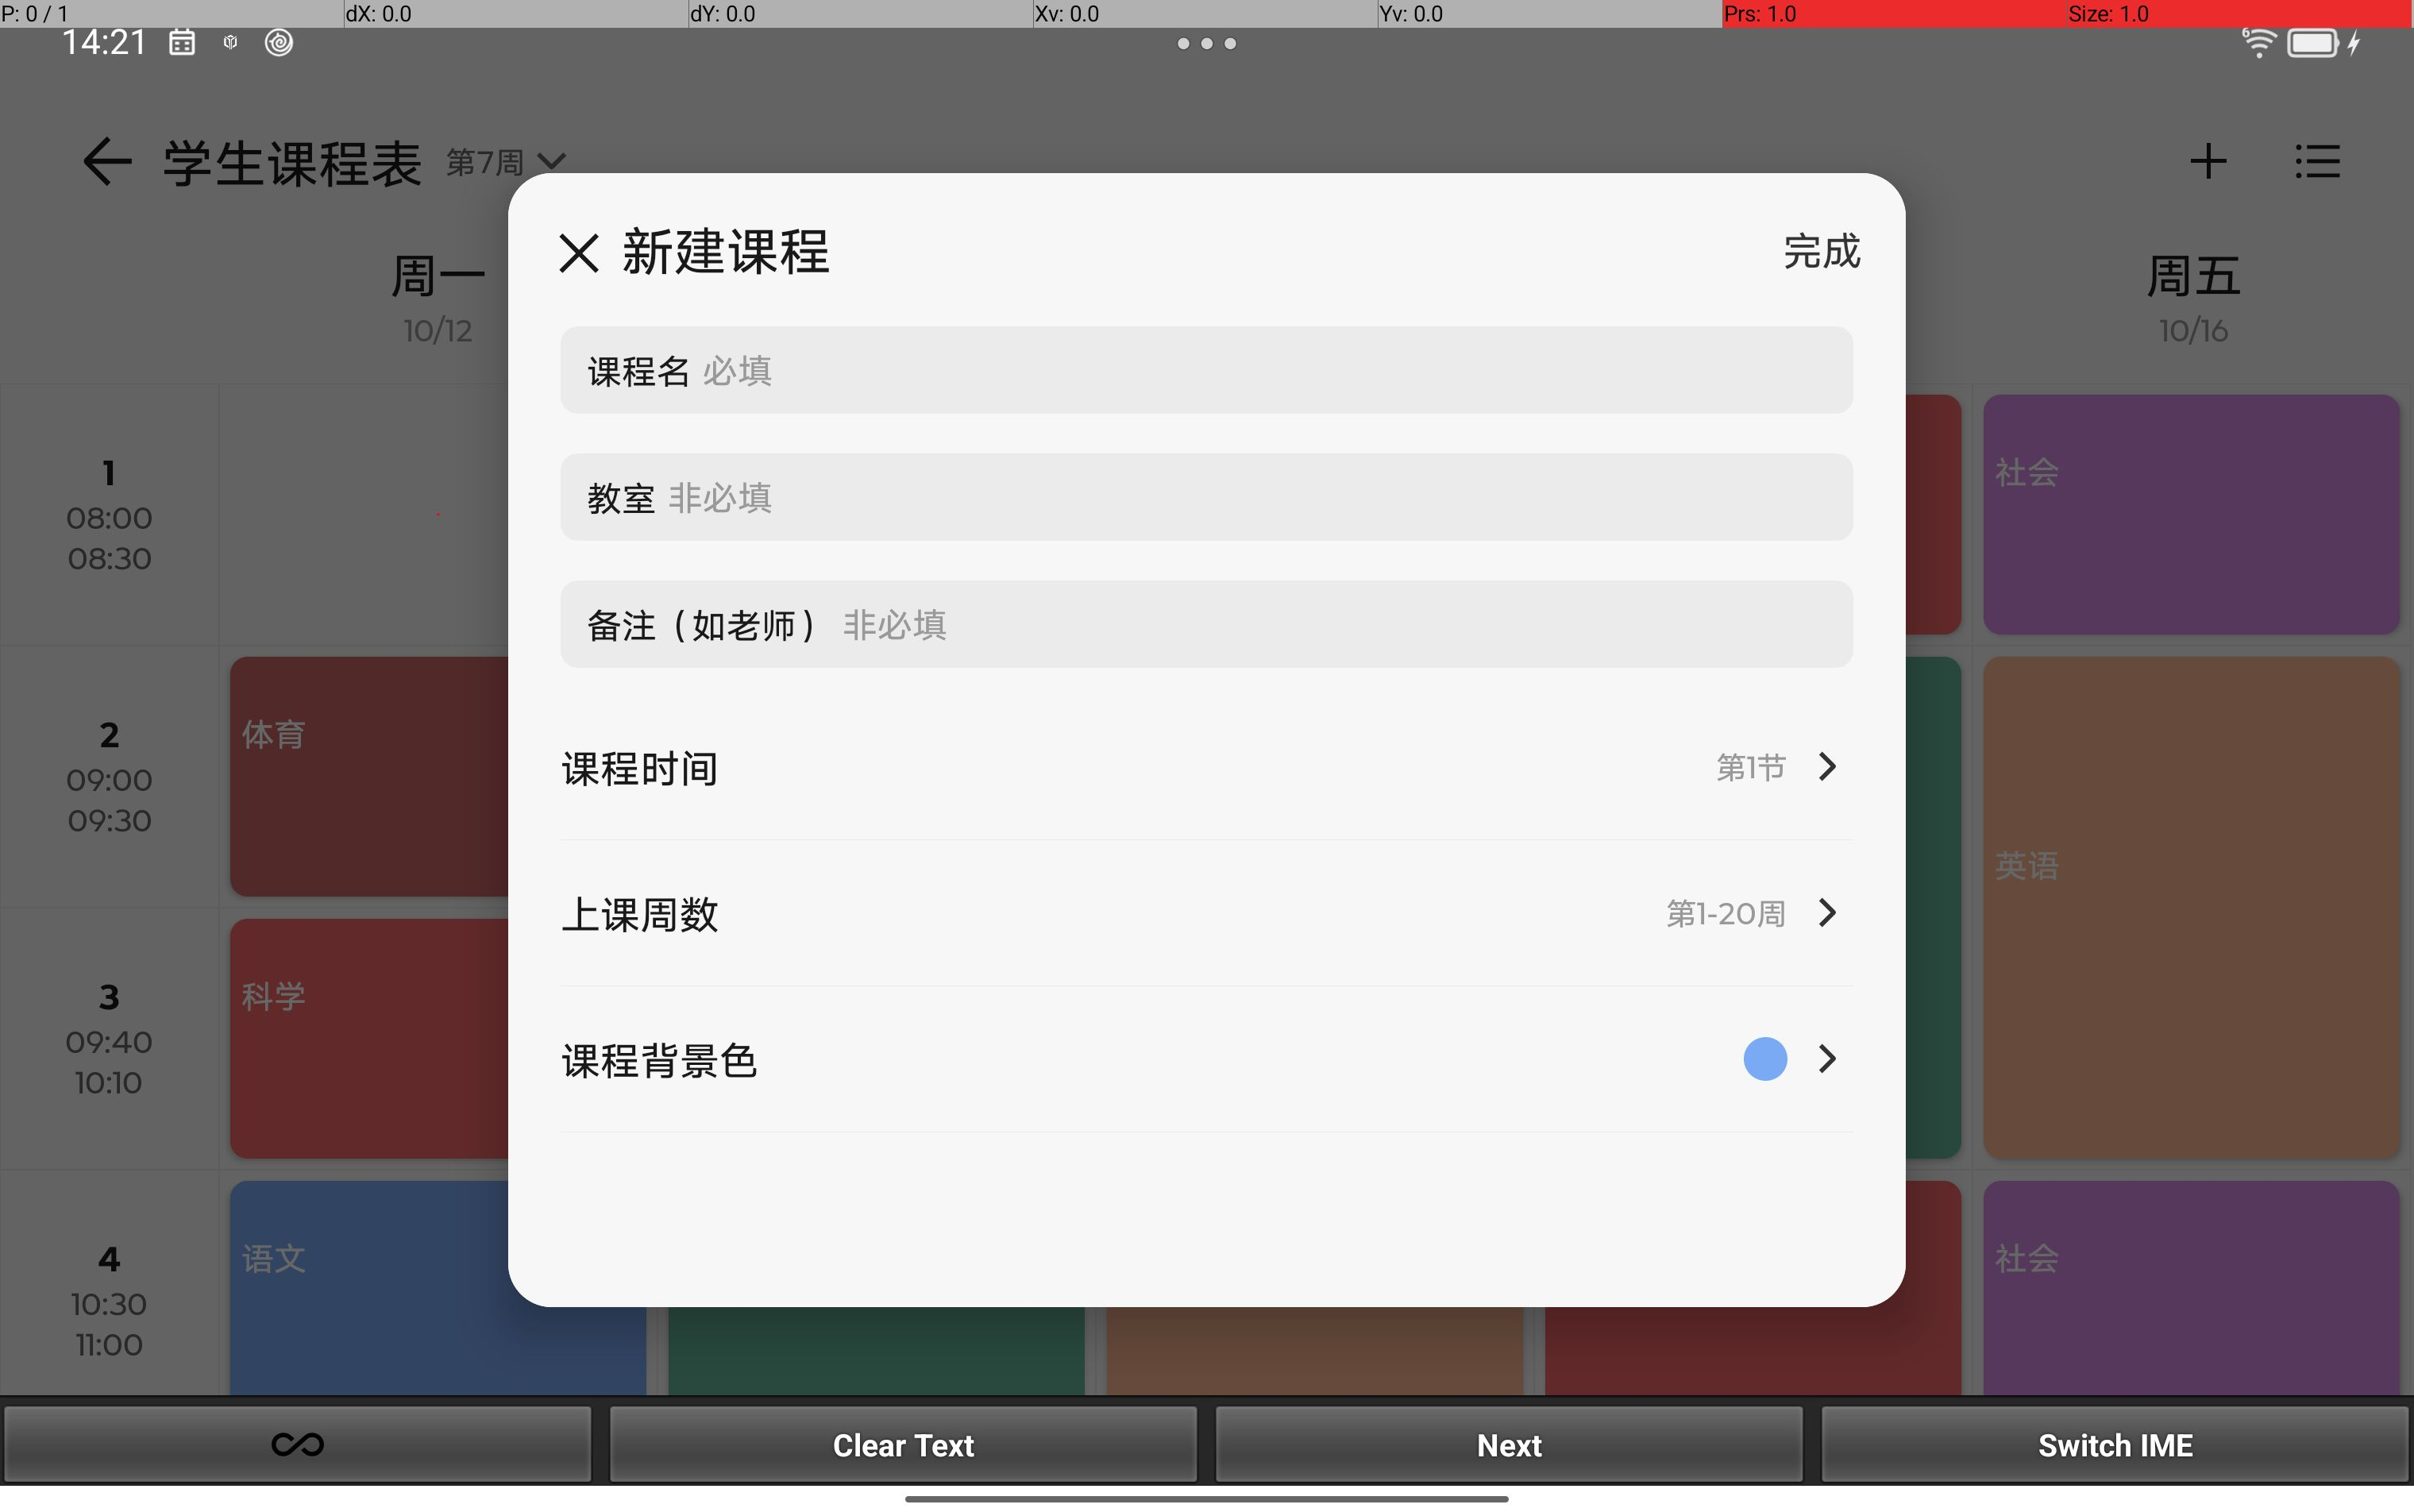 P: 0 / 1 dX: 0.0 dY: 0.0 Xv: 0.0 Yv: 0.0 Prs: 1.0 Size: 1.0
14:21
6
学生课程表 第7周
新建课程 完成
周一 周五
10/12 10/16
课程名 必填
教室 非必填
备注（如老师） 非必填
课程时间 第1节
上课周数 第1-20周
课程背景色
1
08:00
08:30
社会
2
09:00
09:30
体育
英语
3
09:40
10:10
科学
4
10:30
11:00
语文
社会
Clear Text Next Switch IME